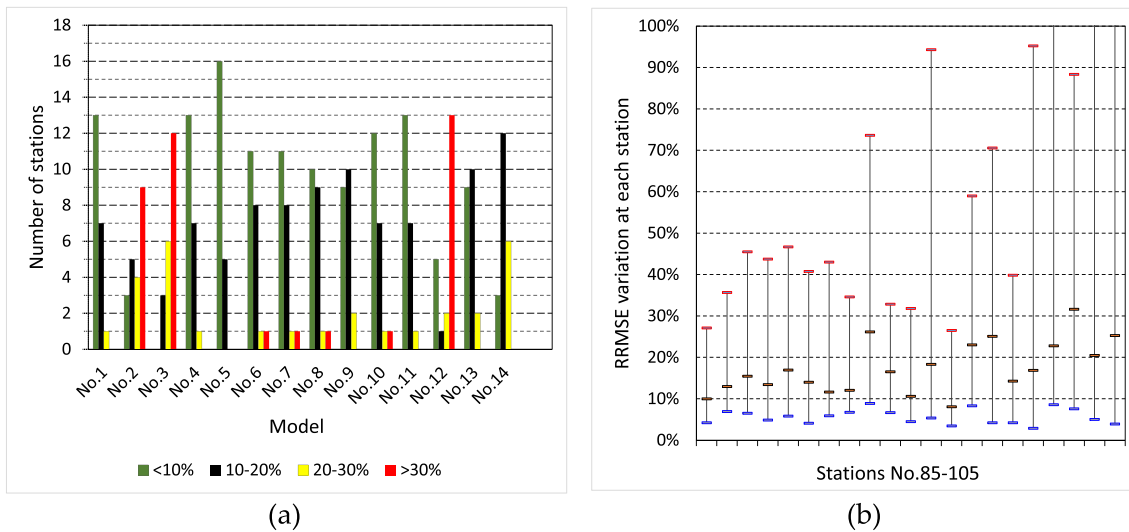 18
16
14
12
10
8
6
4
2
0
Number of stations
No.1 No.2 No.3 No.4 No.5 No.6 No.7 No.8 No.9 No.10 No.11 No.12 No.13 No.14
Model
<10% 10-20% 20-30% >30%
(a)
100%
90%
80%
70%
60%
50%
40%
30%
20%
10%
0%
RRMSE variation at each station
Stations No.85-105
(b)